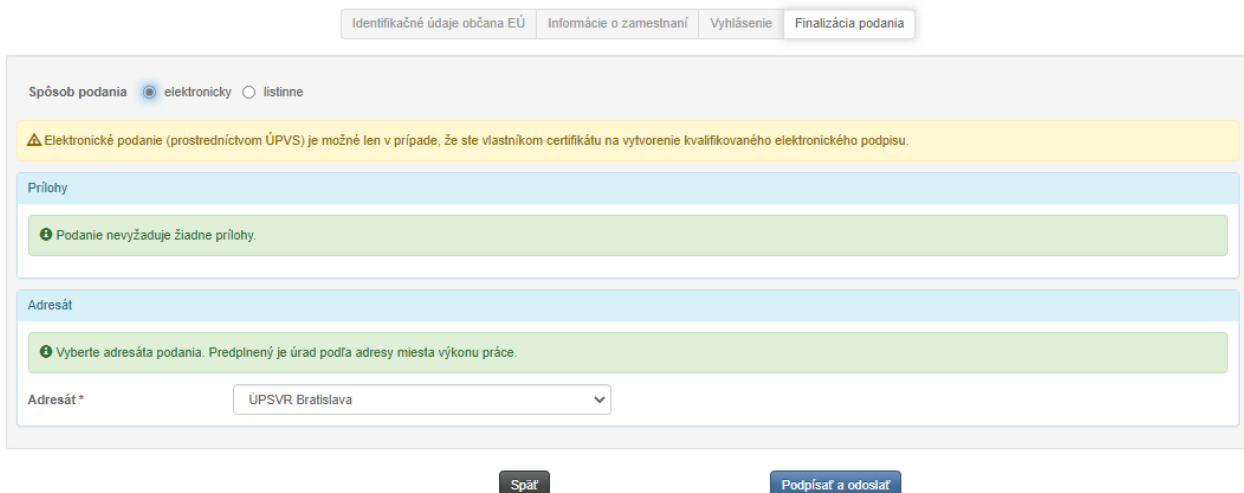 Identifikačné údaje občana EÚ Informácie o zamestnaní Vyhlásenie Finalizácia podania
Spôsob podania elektronicky listinne
Elektronické podanie (prostredníctvom ÚPVS) je možné len v prípade, že ste vlastníkom certifikátu na vytvorenie kvalifikovaného elektronického podpisu.
Prílohy
Podanie nevyžaduje žiadne prílohy.
Adresát
Vyberte adresáta podania. Predplnený je úrad podľa adresy miesta výkonu práce.
Adresát * ÚPSVR Bratislava
Späť Podpísať a odoslať